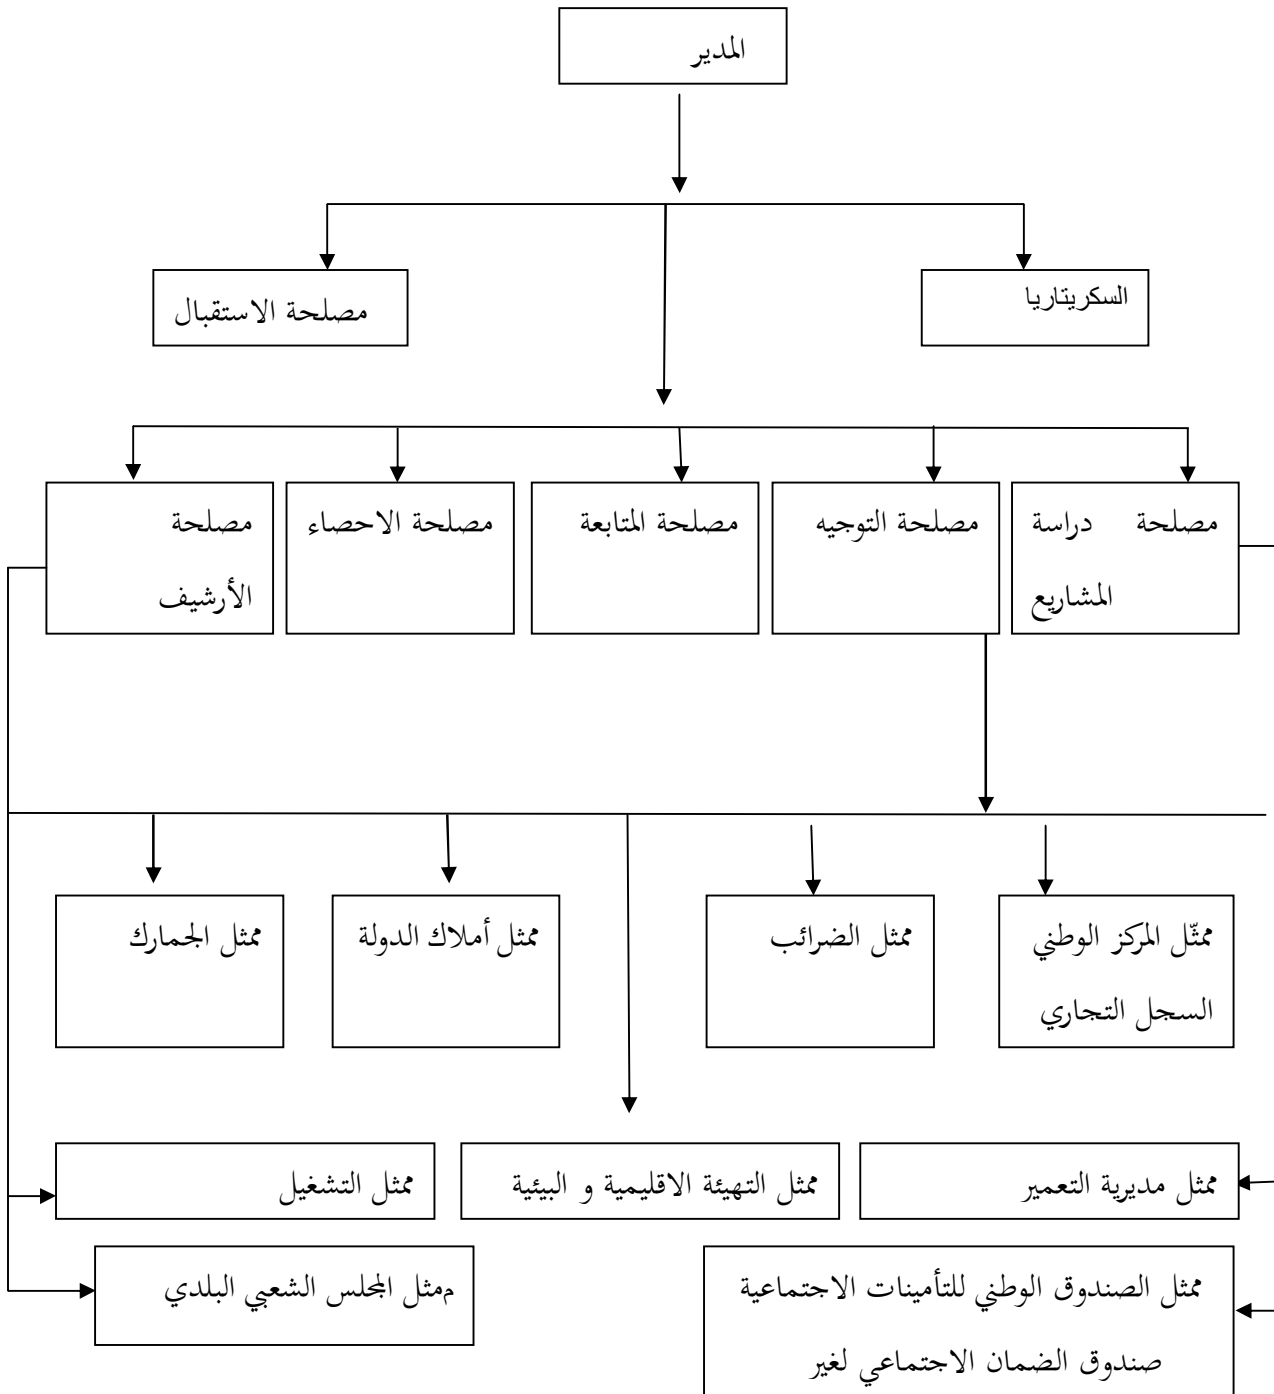 المدير
السكريتاريا
مصلحة الاستقبال
مصلحة دراسة
المشاريع
مصلحة التوجيه
مصلحة المتابعة
مصلحة الاحصاء
مصلحة
الأرشيف
ممثّل المركز الوطني
السجل التجاري
ممثل الضرائب
ممثل أملاك الدولة
ممثل الجمارك
ممثل مديرية التعمير
ممثل التهيئة الاقليمية و البيئية
ممثل التشغيل
ممثل الصندوق الوطني للتأمينات الاجتماعية
صندوق الضمان الاجتماعي لغير
ﻣمثل المجلس الشعبي البلدي